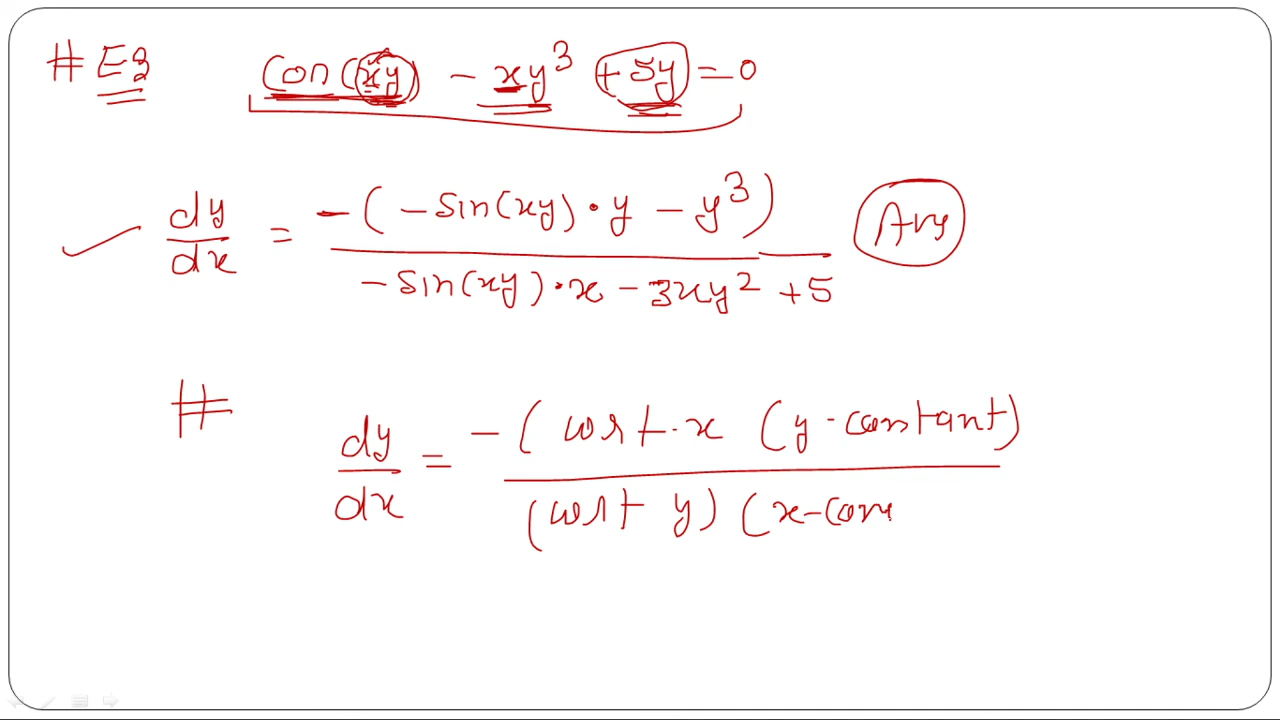 # Eg cos(xy) - xy³ + 5y = 0
dy/dx = -(-sin(xy)·y - y³) / (-sin(xy)·x - 3xy² + 5) Ans
#
dy/dx = -(wrt·x (y-constant) / (wrt y) (x-cons